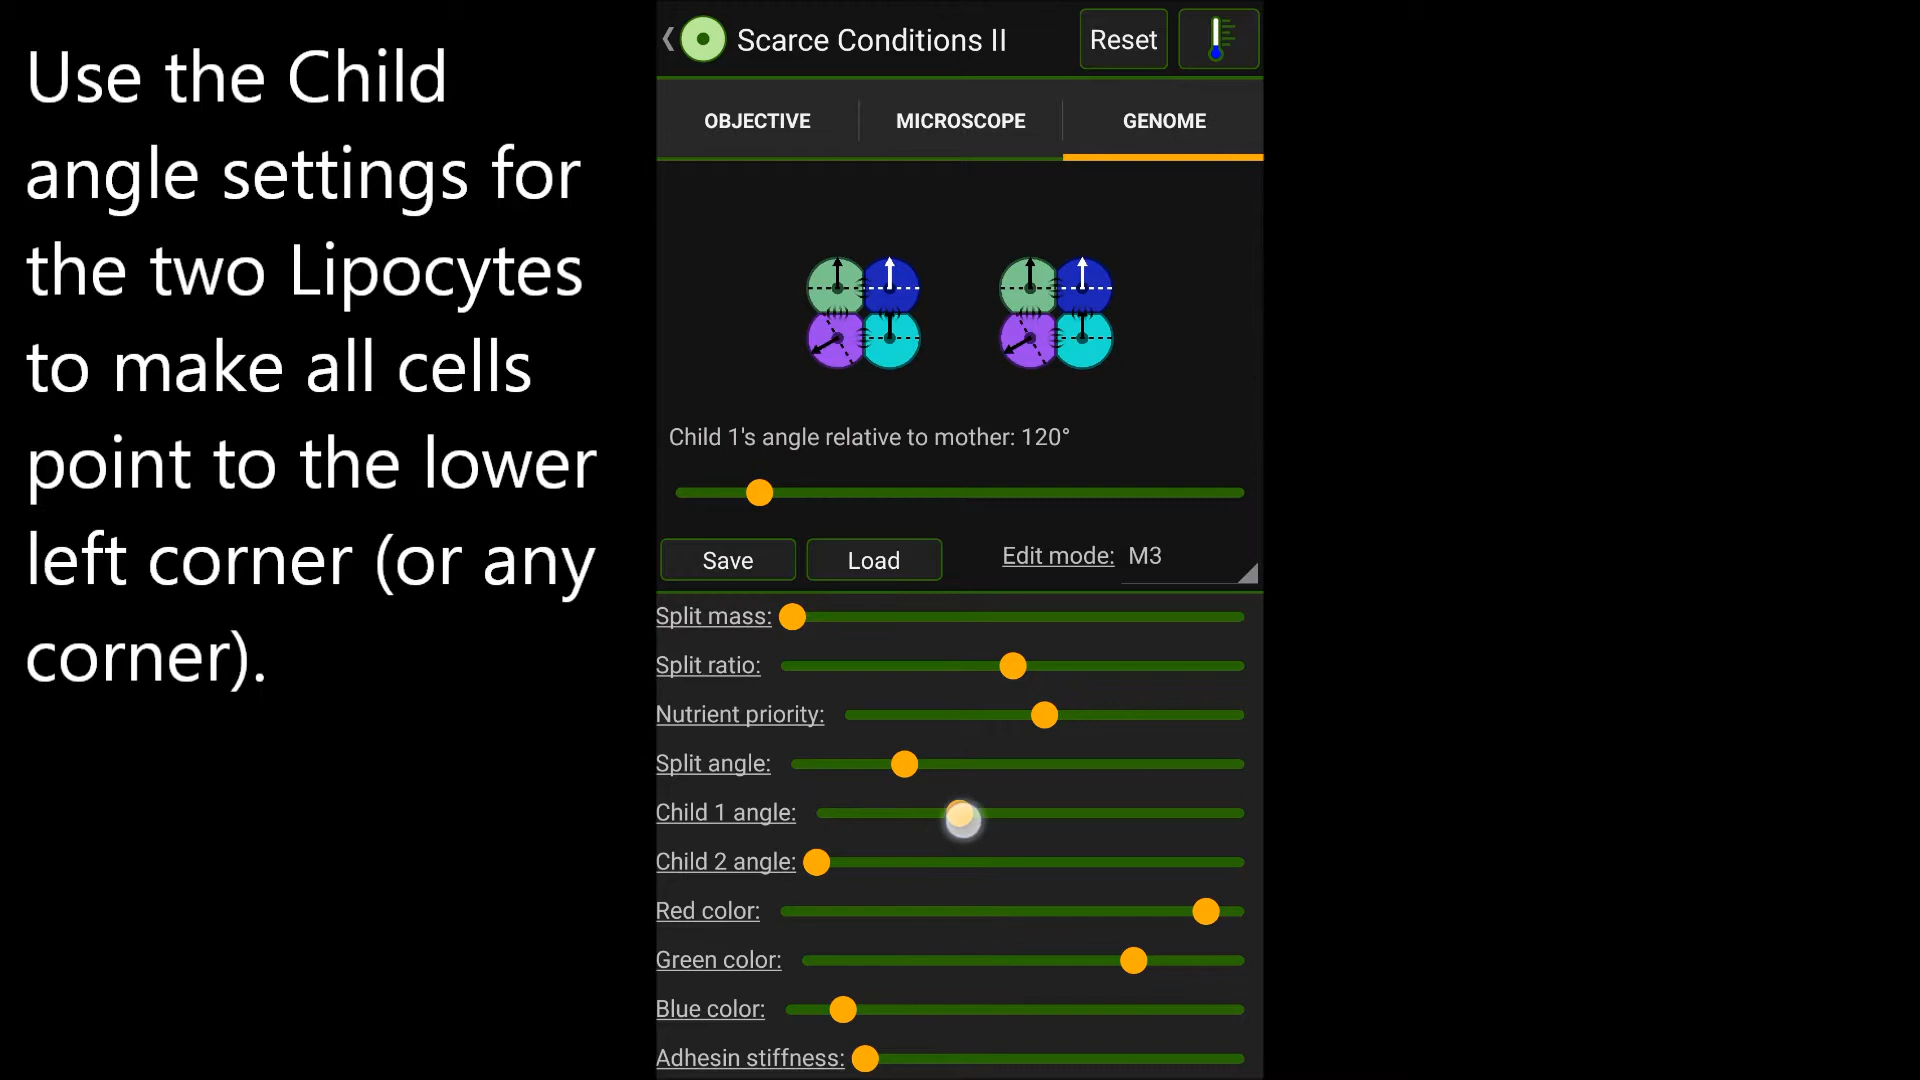 Use the Child
angle settings for
the two Lipocytes
to make all cells
point to the lower
left corner (or any
corner).
Scarce Conditions II
Reset
OBJECTIVE
MICROSCOPE
GENOME
Child 1's angle relative to mother: 120°
Save
Load
Edit mode: M3
Split mass:
Split ratio:
Nutrient priority:
Split angle:
Child 1 angle:
Child 2 angle:
Red color:
Green color:
Blue color:
Adhesin stiffness: